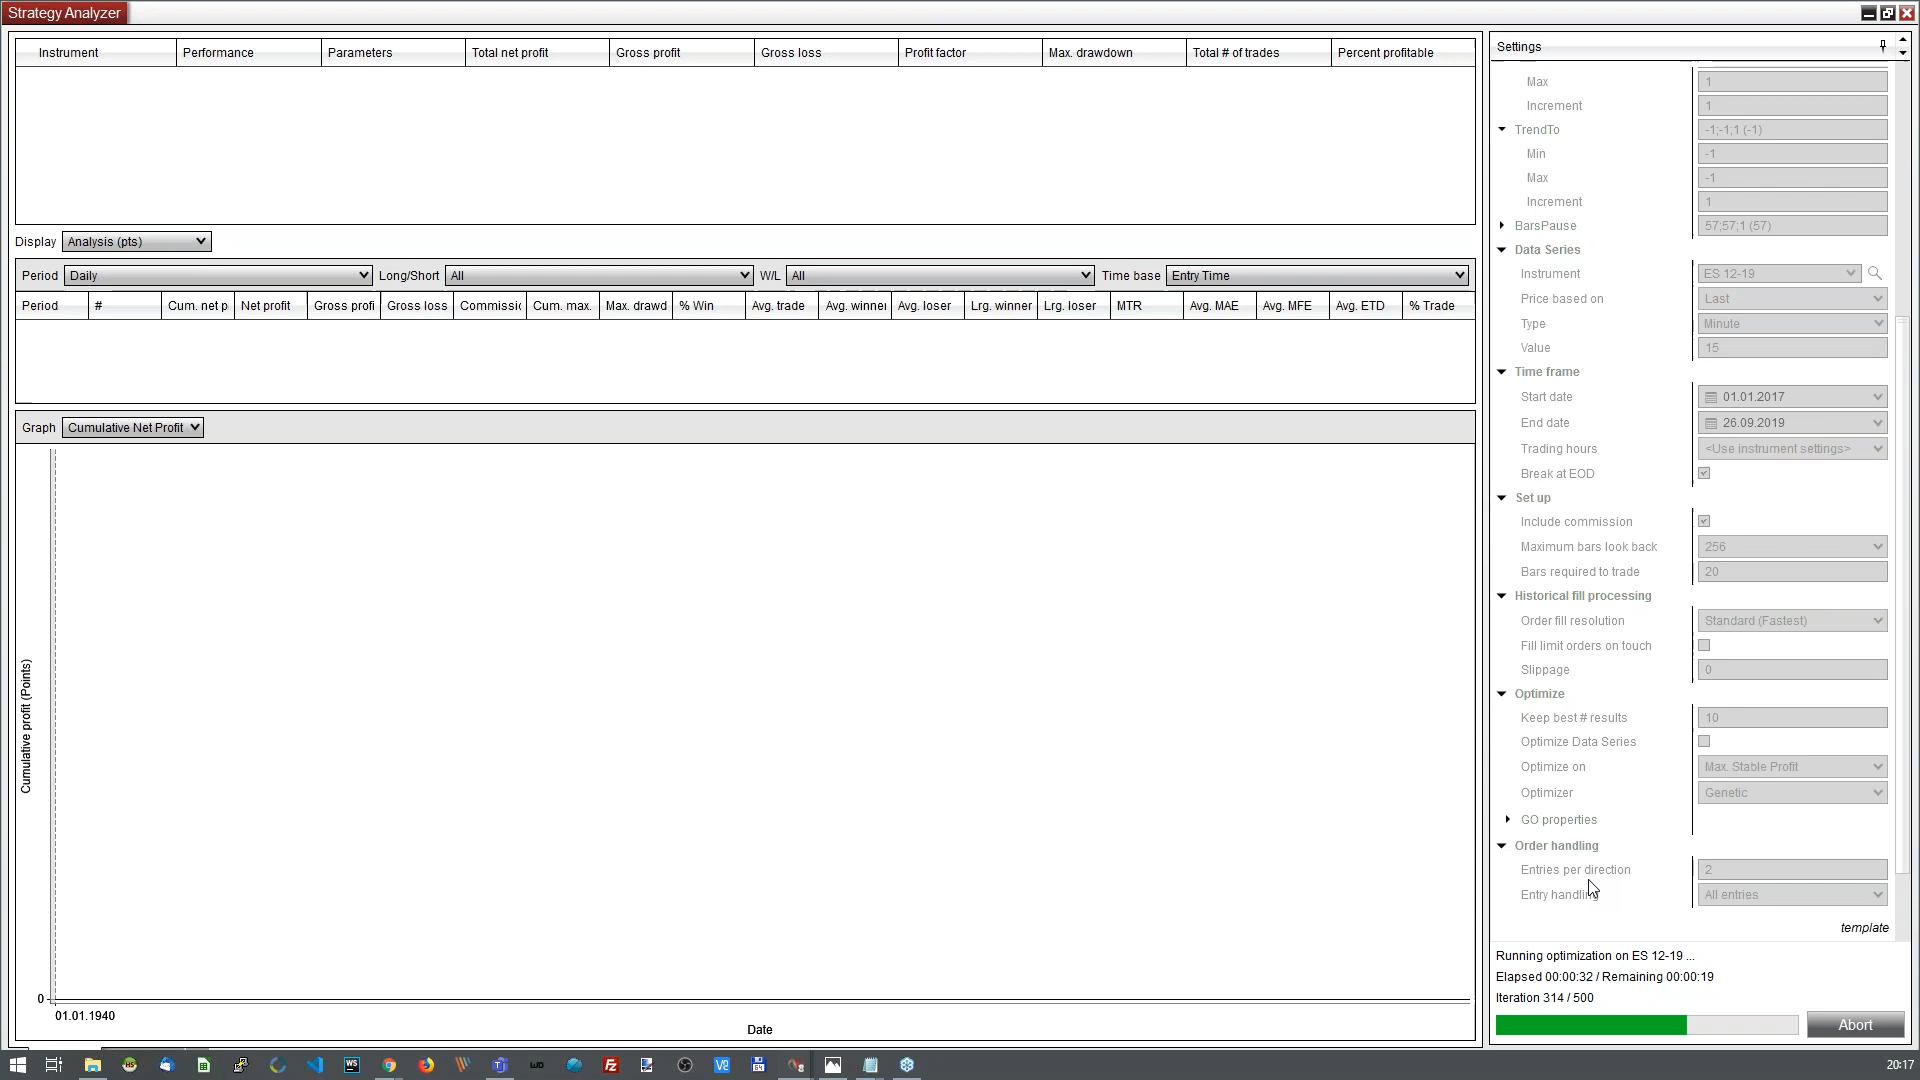 Strategy Analyzer
Instrument Performance Parameters Total net profit Gross profit Gross loss Profit factor Max. drawdown Total # of trades Percent profitable
Display Analysis (pts)
Period Daily Long/Short All W/L All Time base Entry Time
Period # Cum. net p Net profit Gross profi Gross loss Commissic Cum. max. Max. drawd % Win Avg. trade Avg. winner Avg. loser Lrg. winner Lrg. loser MTR Avg. MAE Avg. MFE Avg. ETD % Trade
Graph Cumulative Net Profit
Cumulative profit (Points)
0
01.01.1940
Date
Settings
Max 1
Increment 1
TrendTo -1;-1;1 (-1)
Min -1
Max -1
Increment 1
BarsPause 57;57;1 (57)
Data Series
Instrument ES 12-19
Price based on Last
Type Minute
Value 15
Time frame
Start date 01.01.2017
End date 26.09.2019
Trading hours <Use instrument settings>
Break at EOD
Set up
Include commission
Maximum bars look back 256
Bars required to trade 20
Historical fill processing
Order fill resolution Standard (Fastest)
Fill limit orders on touch
Slippage 0
Optimize
Keep best # results 10
Optimize Data Series
Optimize on Max. Stable Profit
Optimizer Genetic
GO properties
Order handling
Entries per direction 2
Entry handling All entries
template
Running optimization on ES 12-19 ...
Elapsed 00:00:32 / Remaining 00:00:19
Iteration 314 / 500
Abort
20:17